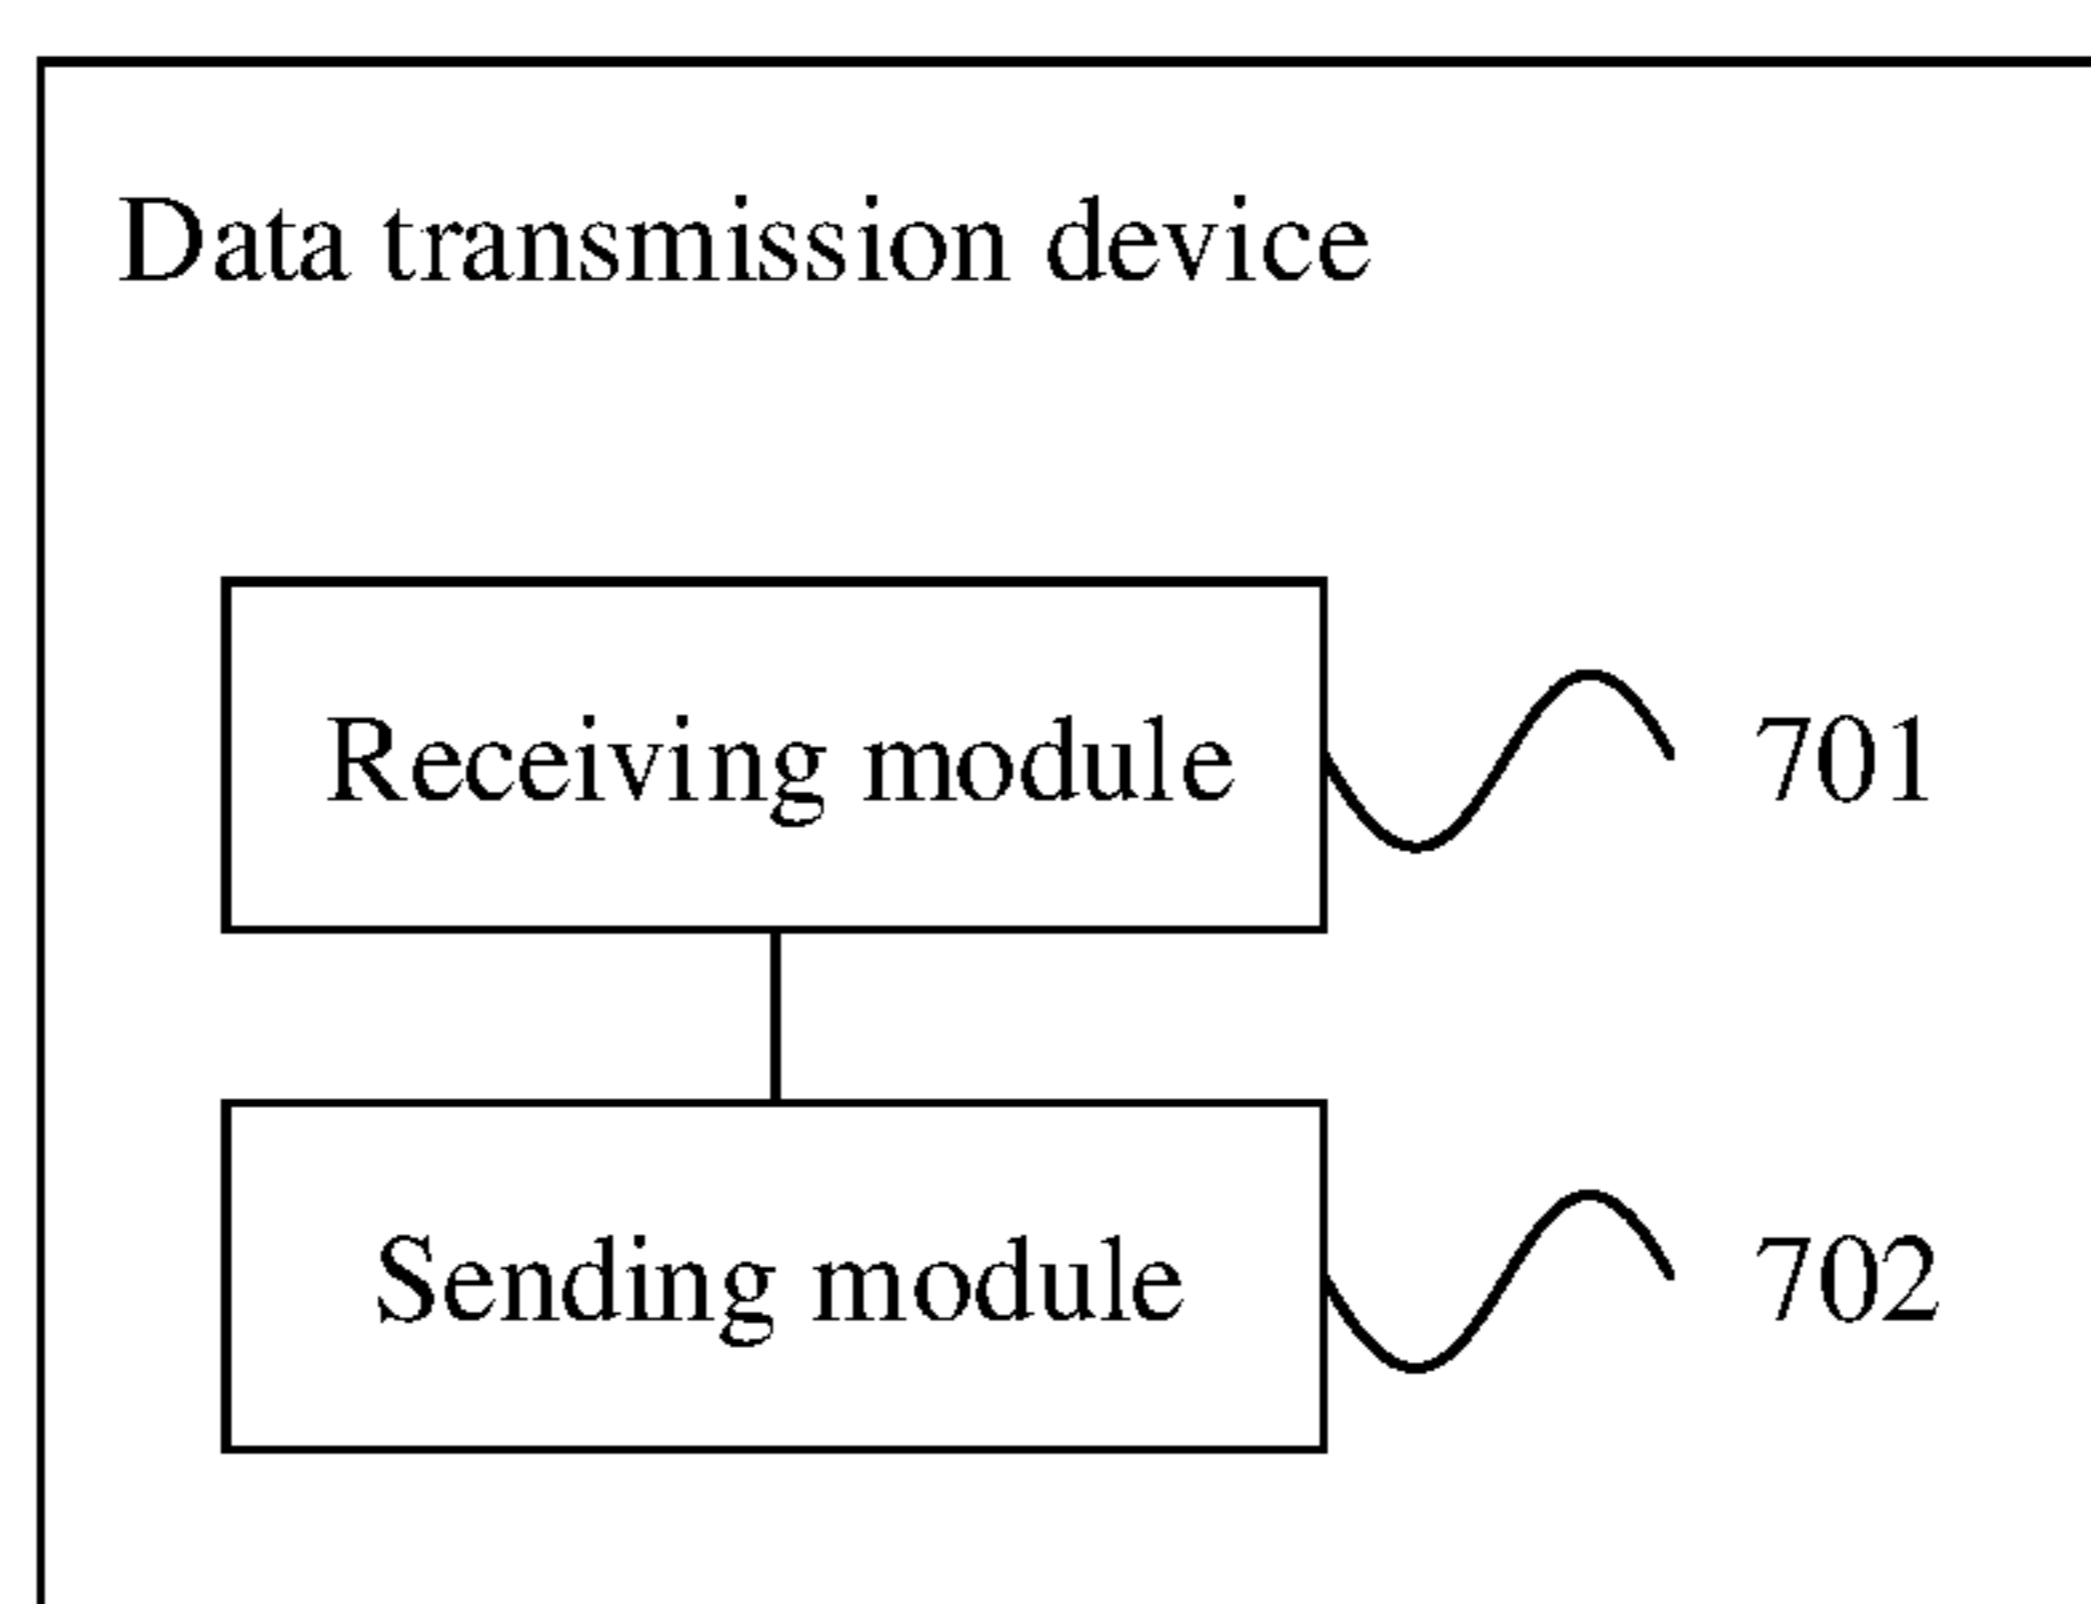 Data transmission device
Receiving module 701
Sending module 702